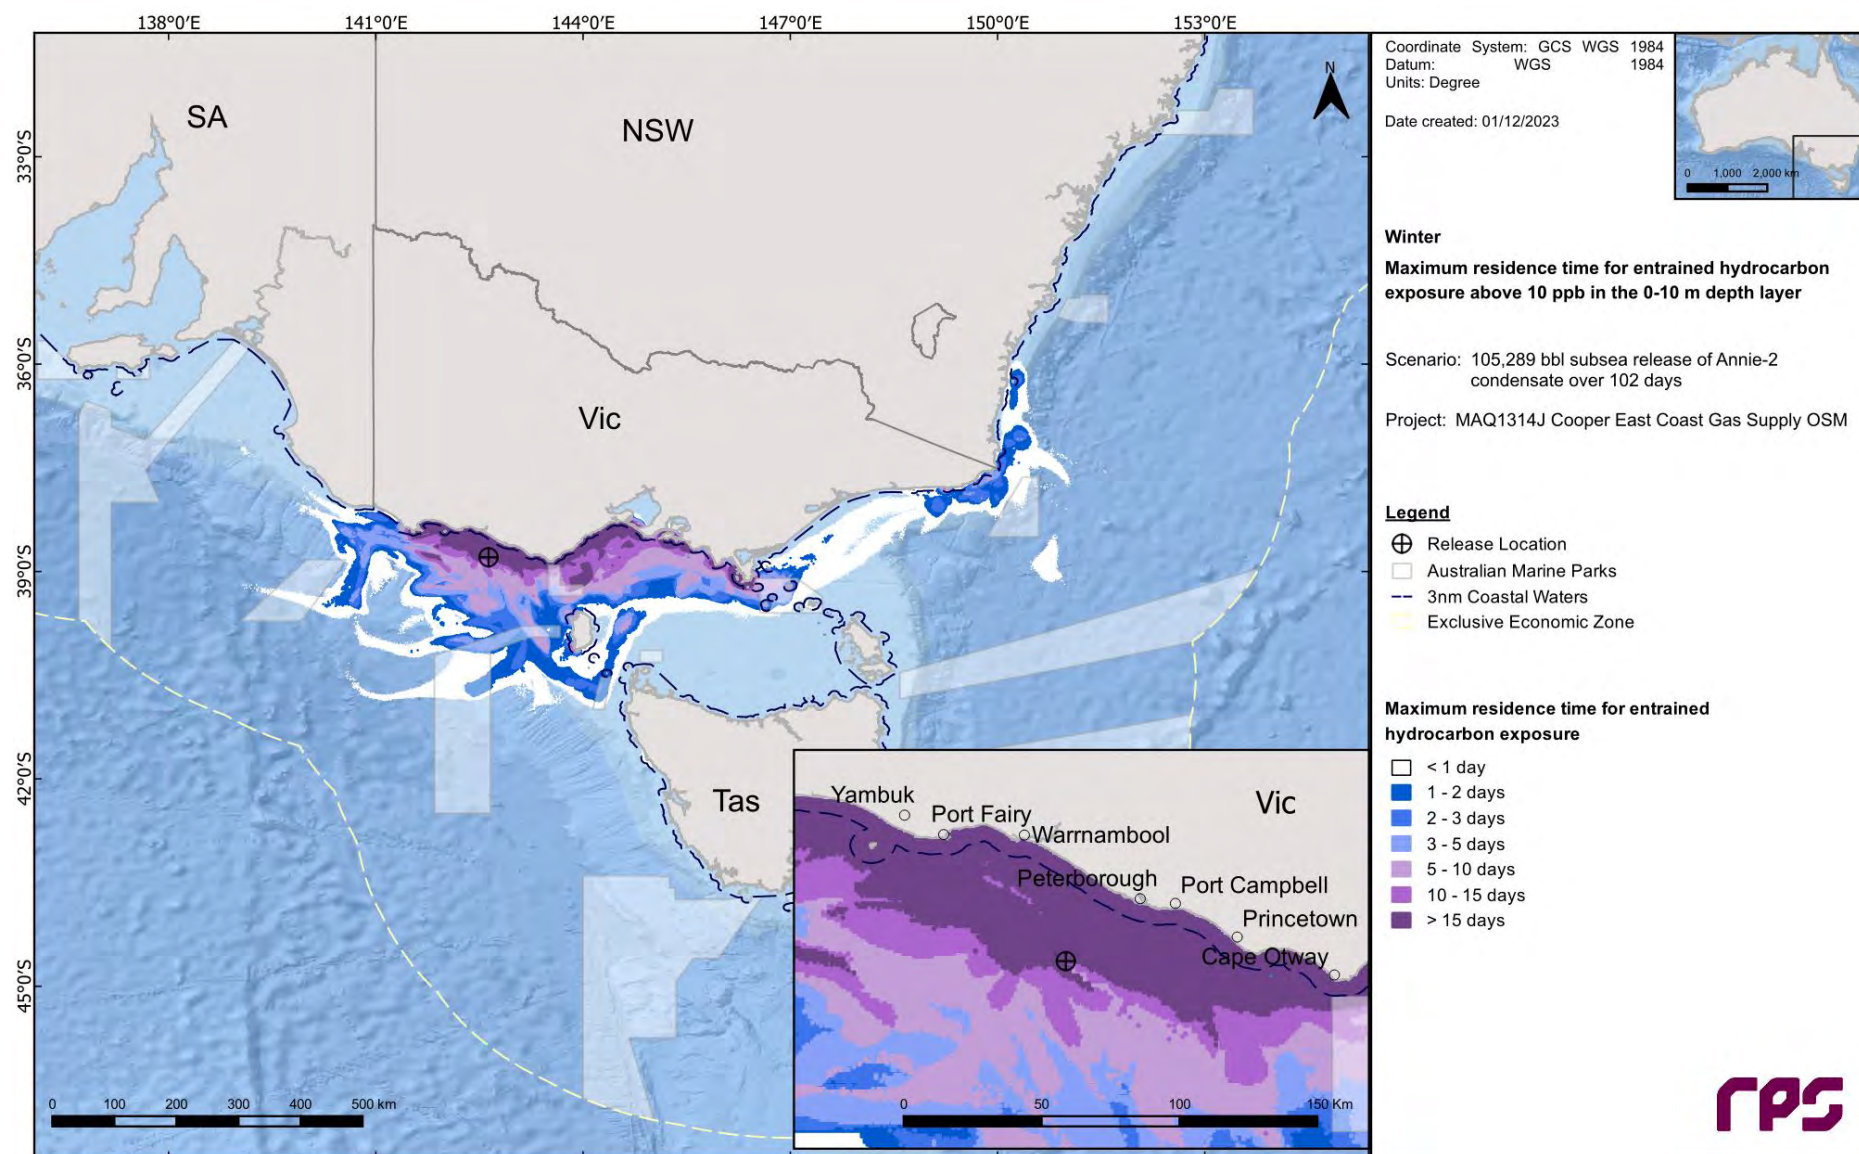 138°0'E 141°0'E 144°0'E 147°0'E 150°0'E 153°0'E
33°0'S
36°0'S
39°0'S
42°0'S
45°0'S
SA
NSW
Vic
Tas
N
0 100 200 300 400 500 km
Yambuk
Port Fairy
Warrnambool
Vic
Peterborough
Port Campbell
Princetown
Cape Otway
0 50 100 150 Km
Coordinate System: GCS WGS 1984
Datum: WGS 1984
Units: Degree
Date created: 01/12/2023
0 1,000 2,000 km
Winter
Maximum residence time for entrained hydrocarbon
exposure above 10 ppb in the 0-10 m depth layer
Scenario: 105,289 bbl subsea release of Annie-2
condensate over 102 days
Project: MAQ1314J Cooper East Coast Gas Supply OSM
Legend
Release Location
Australian Marine Parks
3nm Coastal Waters
Exclusive Economic Zone
Maximum residence time for entrained
hydrocarbon exposure
< 1 day
1 - 2 days
2 - 3 days
3 - 5 days
5 - 10 days
10 - 15 days
> 15 days
rps